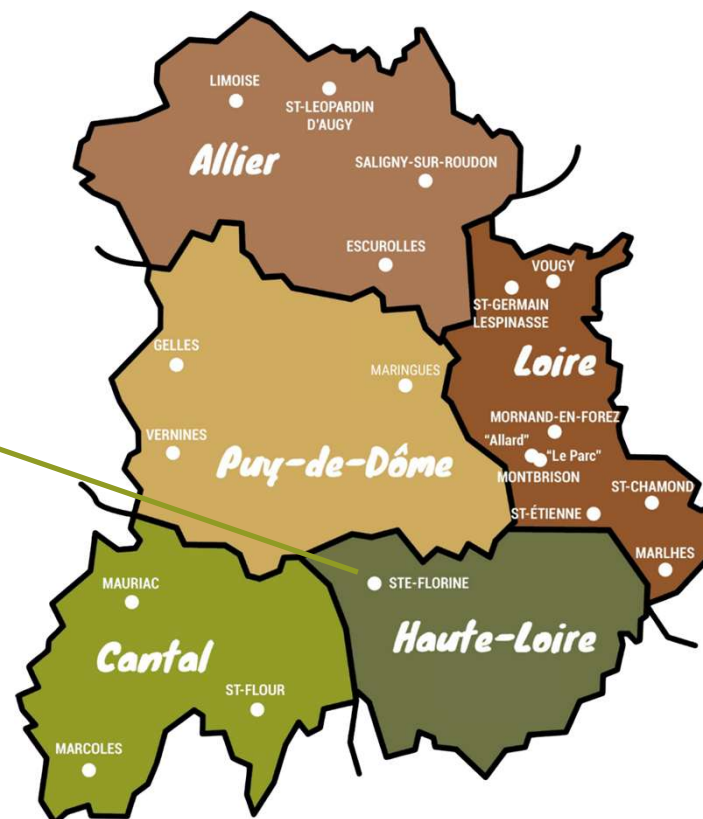 LIMOISE
ST-LEOPARDIN
D'AUGY
Allier
SALIGNY-SUR-ROUDON
ESCUROLLES
VOUGY
ST-GERMAIN
LESPINASSE
Loire
GELLES
MARINGUES
MORNAND-EN-FOREZ
"Allard"
"Le Parc"
MONTBRISON
VERNINES
Puy-de-Dôme
ST-CHAMOND
ST-ÉTIENNE
MARLHES
MAURIAC
STE-FLORINE
Cantal
Haute-Loire
ST-FLOUR
MARCOLES